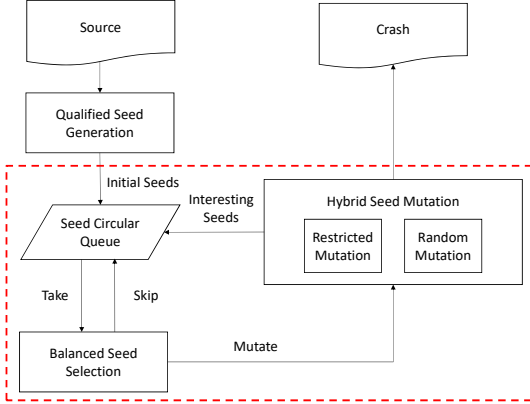 Source
Crash
Qualified Seed
Generation
Initial Seeds
Interesting
Seeds
Hybrid Seed Mutation
Seed Circular
Queue
Restricted
Mutation
Random
Mutation
Take
Skip
Balanced Seed
Selection
Mutate